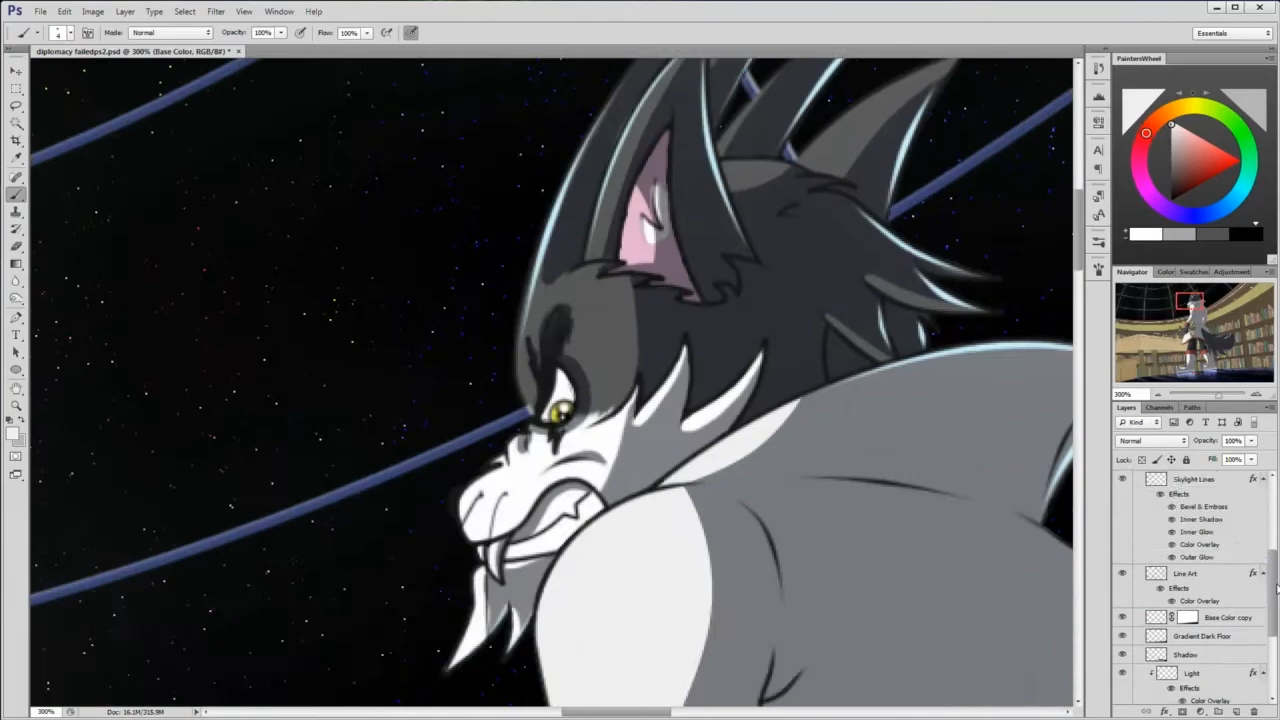 Ps File Edit Image Layer Type Select Filter View Window Help
4 Mode: Normal Opacity: 100% Flow: 100% Essentials
diplomacy failedps2.psd @ 300% (Base Color, RGB/8#) * ×
PaintersWheel
Navigator Color Swatches Adjustment
300%
Layers Channels Paths
Kind
Normal Opacity: 100%
Lock: Fill: 100%
Skylight Lines fx
Effects
Bevel & Emboss
Inner Shadow
Inner Glow
Color Overlay
Outer Glow
Line Art fx
Effects
Color Overlay
Base Color copy
Gradient Dark Floor
Shadow
Light fx
Effects
Color Overlay
300% Doc: 16.1M/315.9M